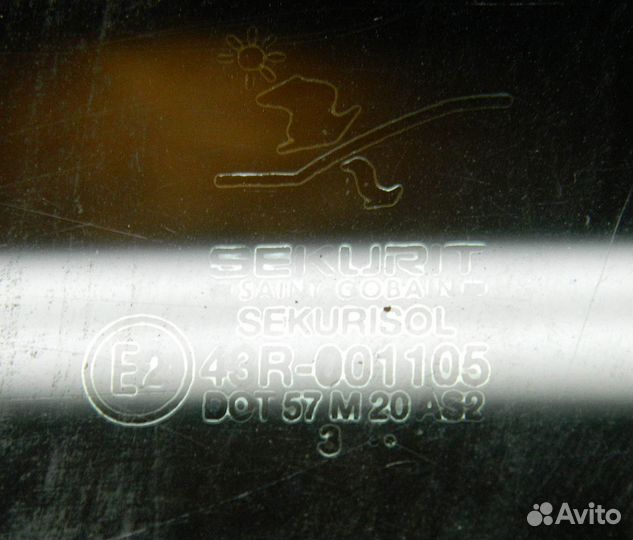 SEKURIT
SAINT-GOBAIN
SEKURISOL
E2 43R-001105
DOT 57 M 20 AS2
3
Avito